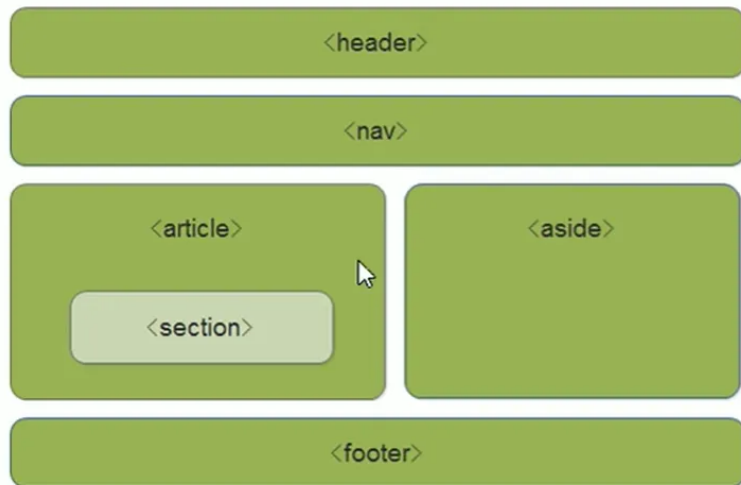 <header>
<nav>
<article>
<aside>
<section>
<footer>